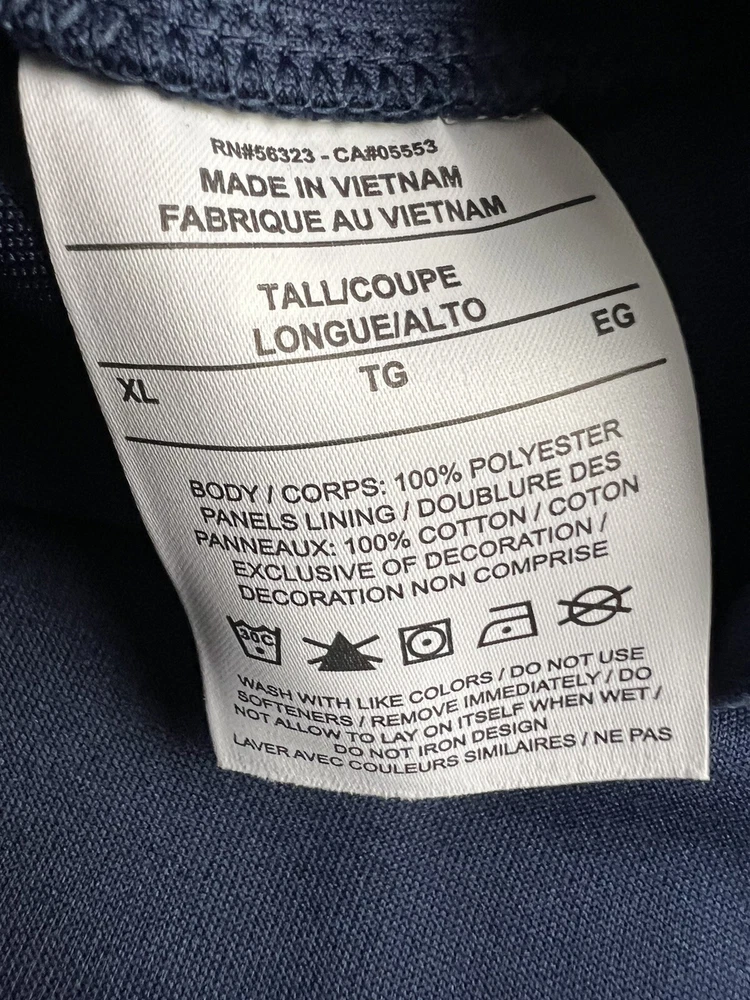 RN#56323 - CA#05553
MADE IN VIETNAM
FABRIQUE AU VIETNAM
TALL/COUPE
LONGUE/ALTO
XL TG EG
BODY / CORPS: 100% POLYESTER
PANELS LINING / DOUBLURE DES
PANNEAUX: 100% COTTON / COTON
EXCLUSIVE OF DECORATION /
DECORATION NON COMPRISE
30C
WASH WITH LIKE COLORS / DO NOT USE
SOFTENERS / REMOVE IMMEDIATELY / DO
NOT ALLOW TO LAY ON ITSELF WHEN WET /
DO NOT IRON DESIGN
LAVER AVEC COULEURS SIMILAIRES / NE PAS